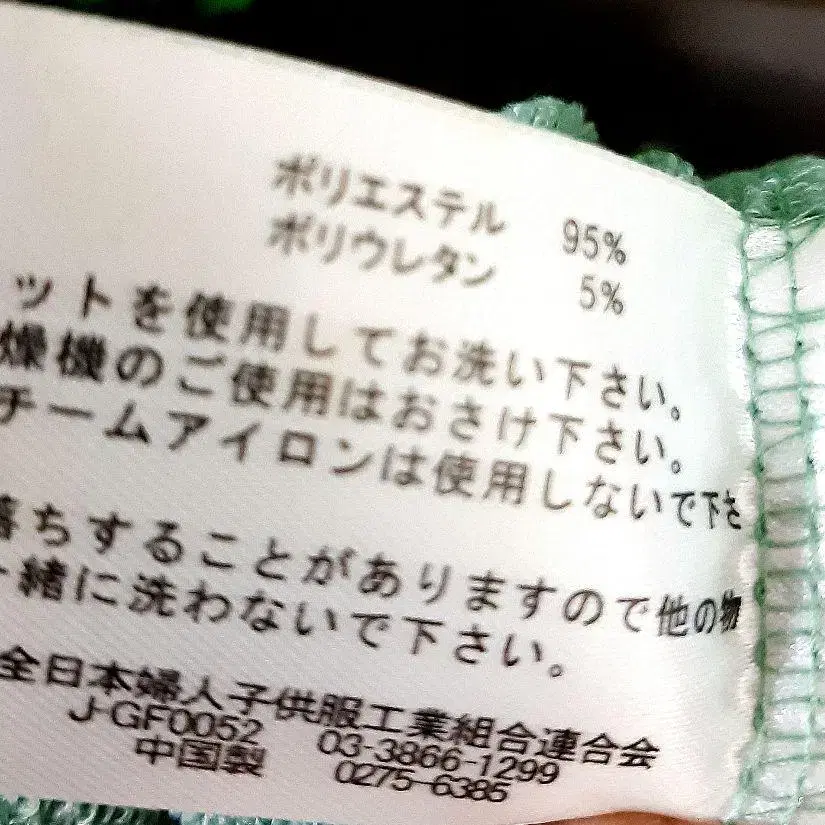 ポリエステル 95%
ポリウレタン 5%
ットを使用してお洗い下さい。
燥機のご使用はおさけ下さい。
チームアイロンは使用しないで下さ
落ちすることがありますので他の物
緒に洗わないで下さい。
全日本婦人子供服工業組合連合会
J-GF0052 03-3866-1299
中国製 0275-6385